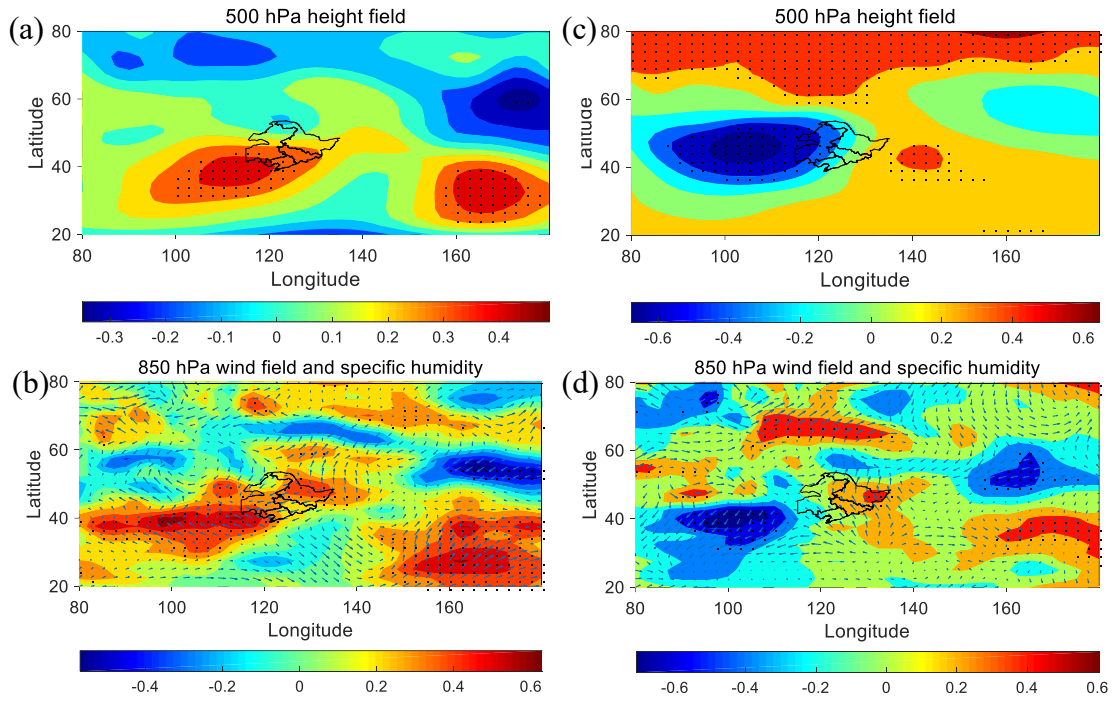 (a)
500 hPa height field
80
60
40
20
Latitude
80 100 120 140 160
Longitude
-0.3 -0.2 -0.1 0 0.1 0.2 0.3 0.4
(c)
500 hPa height field
80
60
40
20
Latitude
80 100 120 140 160
Longitude
-0.6 -0.4 -0.2 0 0.2 0.4 0.6
(b)
850 hPa wind field and specific humidity
80
60
40
20
Latitude
80 100 120 140 160
Longitude
-0.4 -0.2 0 0.2 0.4 0.6
(d)
850 hPa wind field and specific humidity
80
60
40
20
Latitude
80 100 120 140 160
Longitude
-0.6 -0.4 -0.2 0 0.2 0.4 0.6